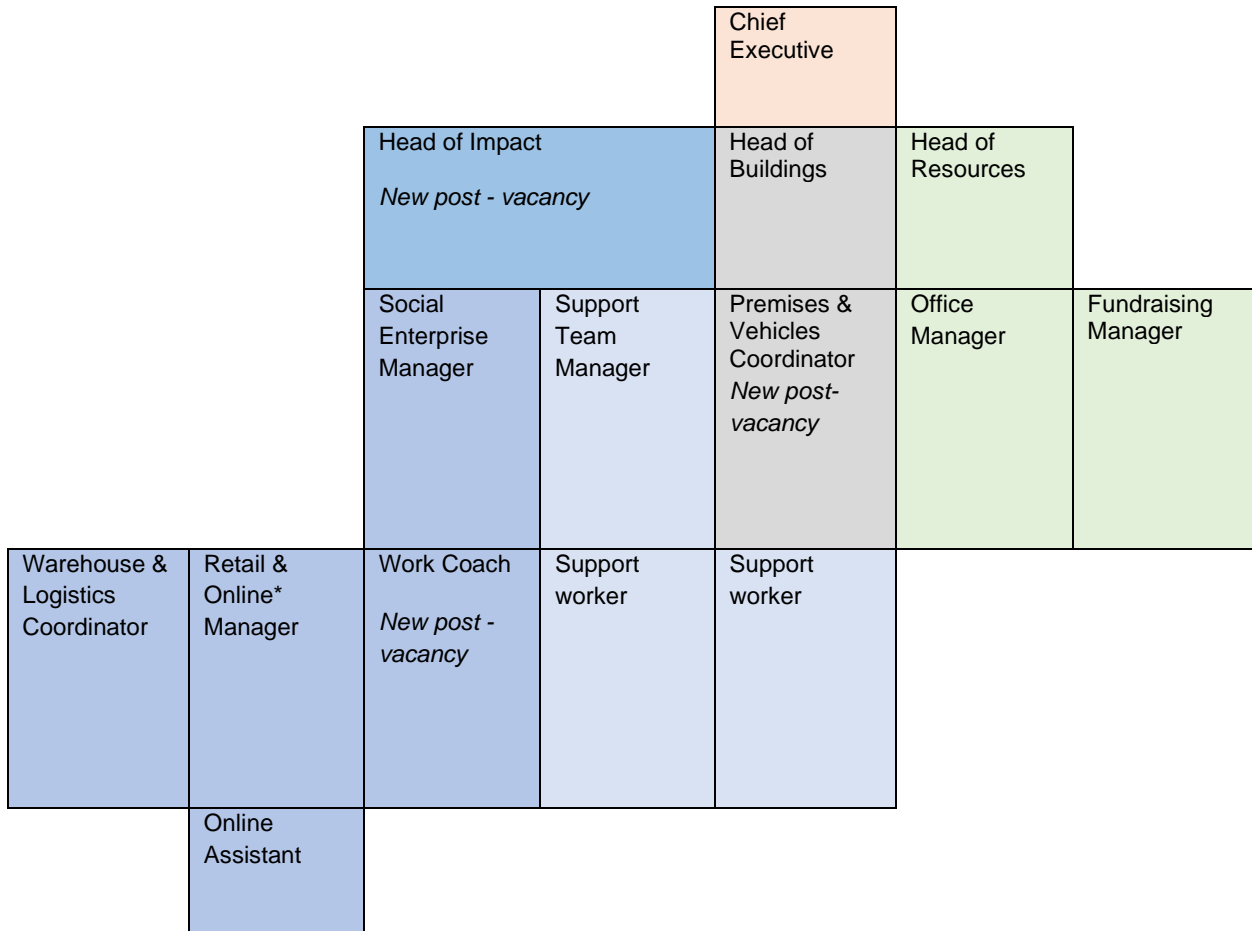 Chief
Executive
Head of Impact
New post - vacancy
Head of
Buildings
Head of
Resources
Social
Enterprise
Manager
Support
Team
Manager
Premises &
Vehicles
Coordinator
New post-
vacancy
Office
Manager
Fundraising
Manager
Warehouse &
Logistics
Coordinator
Retail &
Online*
Manager
Work Coach
New post -
vacancy
Support
worker
Support
worker
Online
Assistant